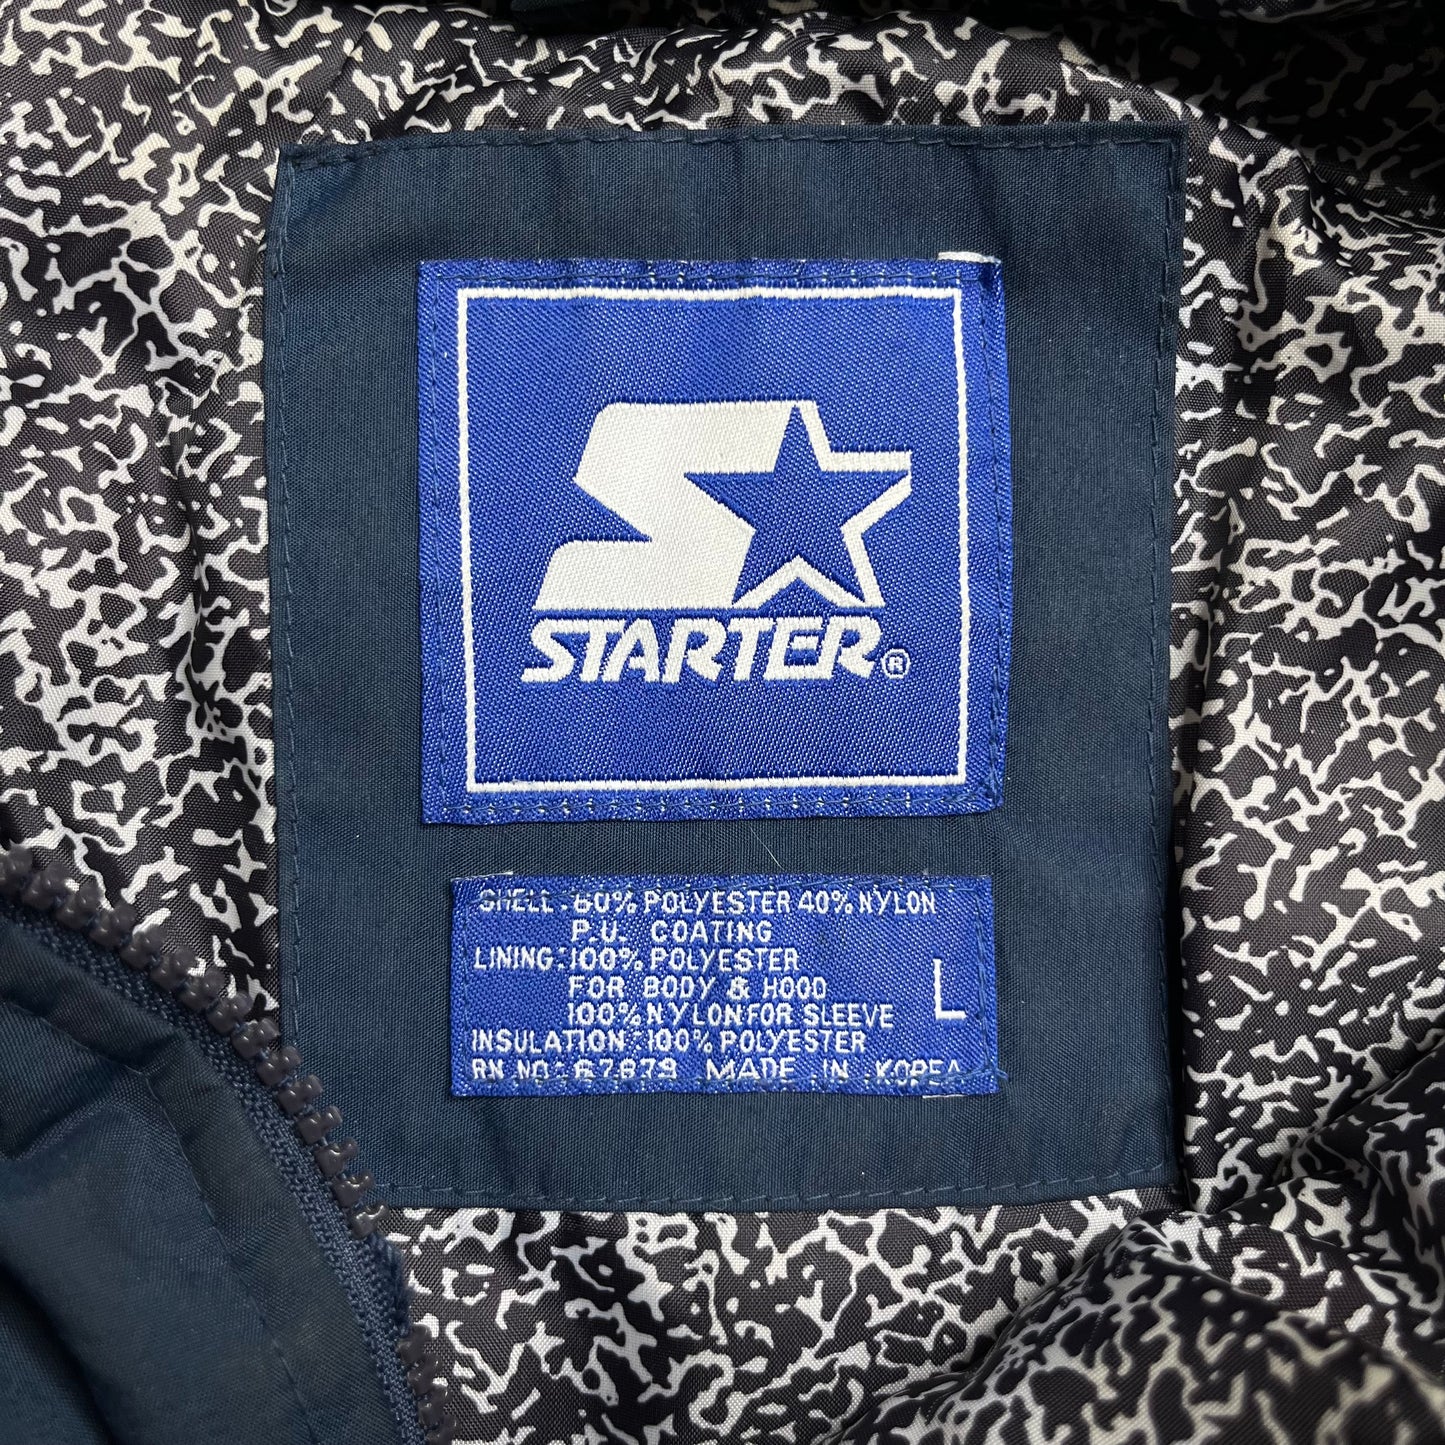 STARTER®
SHELL: 60% POLYESTER 40% NYLON
P.U. COATING
LINING: 100% POLYESTER
FOR BODY & HOOD
100% NYLON FOR SLEEVE
L
INSULATION: 100% POLYESTER
RN NO: 67679 MADE IN KOREA